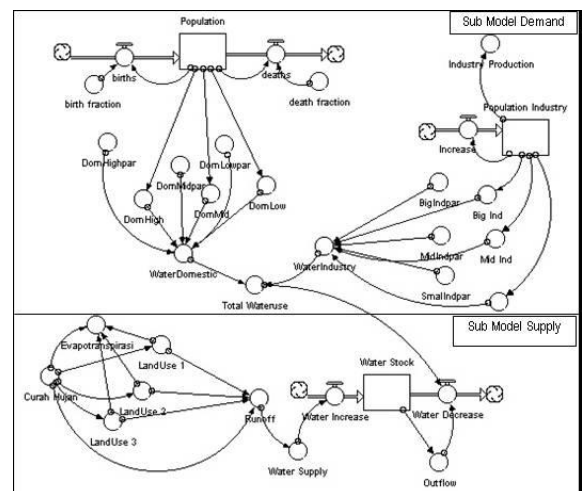 Sub Model Demand
Population
births
deaths
birth fraction
death fraction
Industry Production
Population Industry
Increase
DomHighpar
DomMidpar
DomLowpar
DomHigh
DomMid
DomLow
BigIndpar
Big Ind
MidIndpar
Mid Ind
SmalIndpar
WaterDomestic
WaterIndustry
Total Wateruse
Sub Model Supply
Evapotranspirasi
LandUse 1
Curah Hujan
LandUse 2
LandUse 3
Runoff
Water Supply
Water Stock
Water Increase
Water Decrease
Outflow